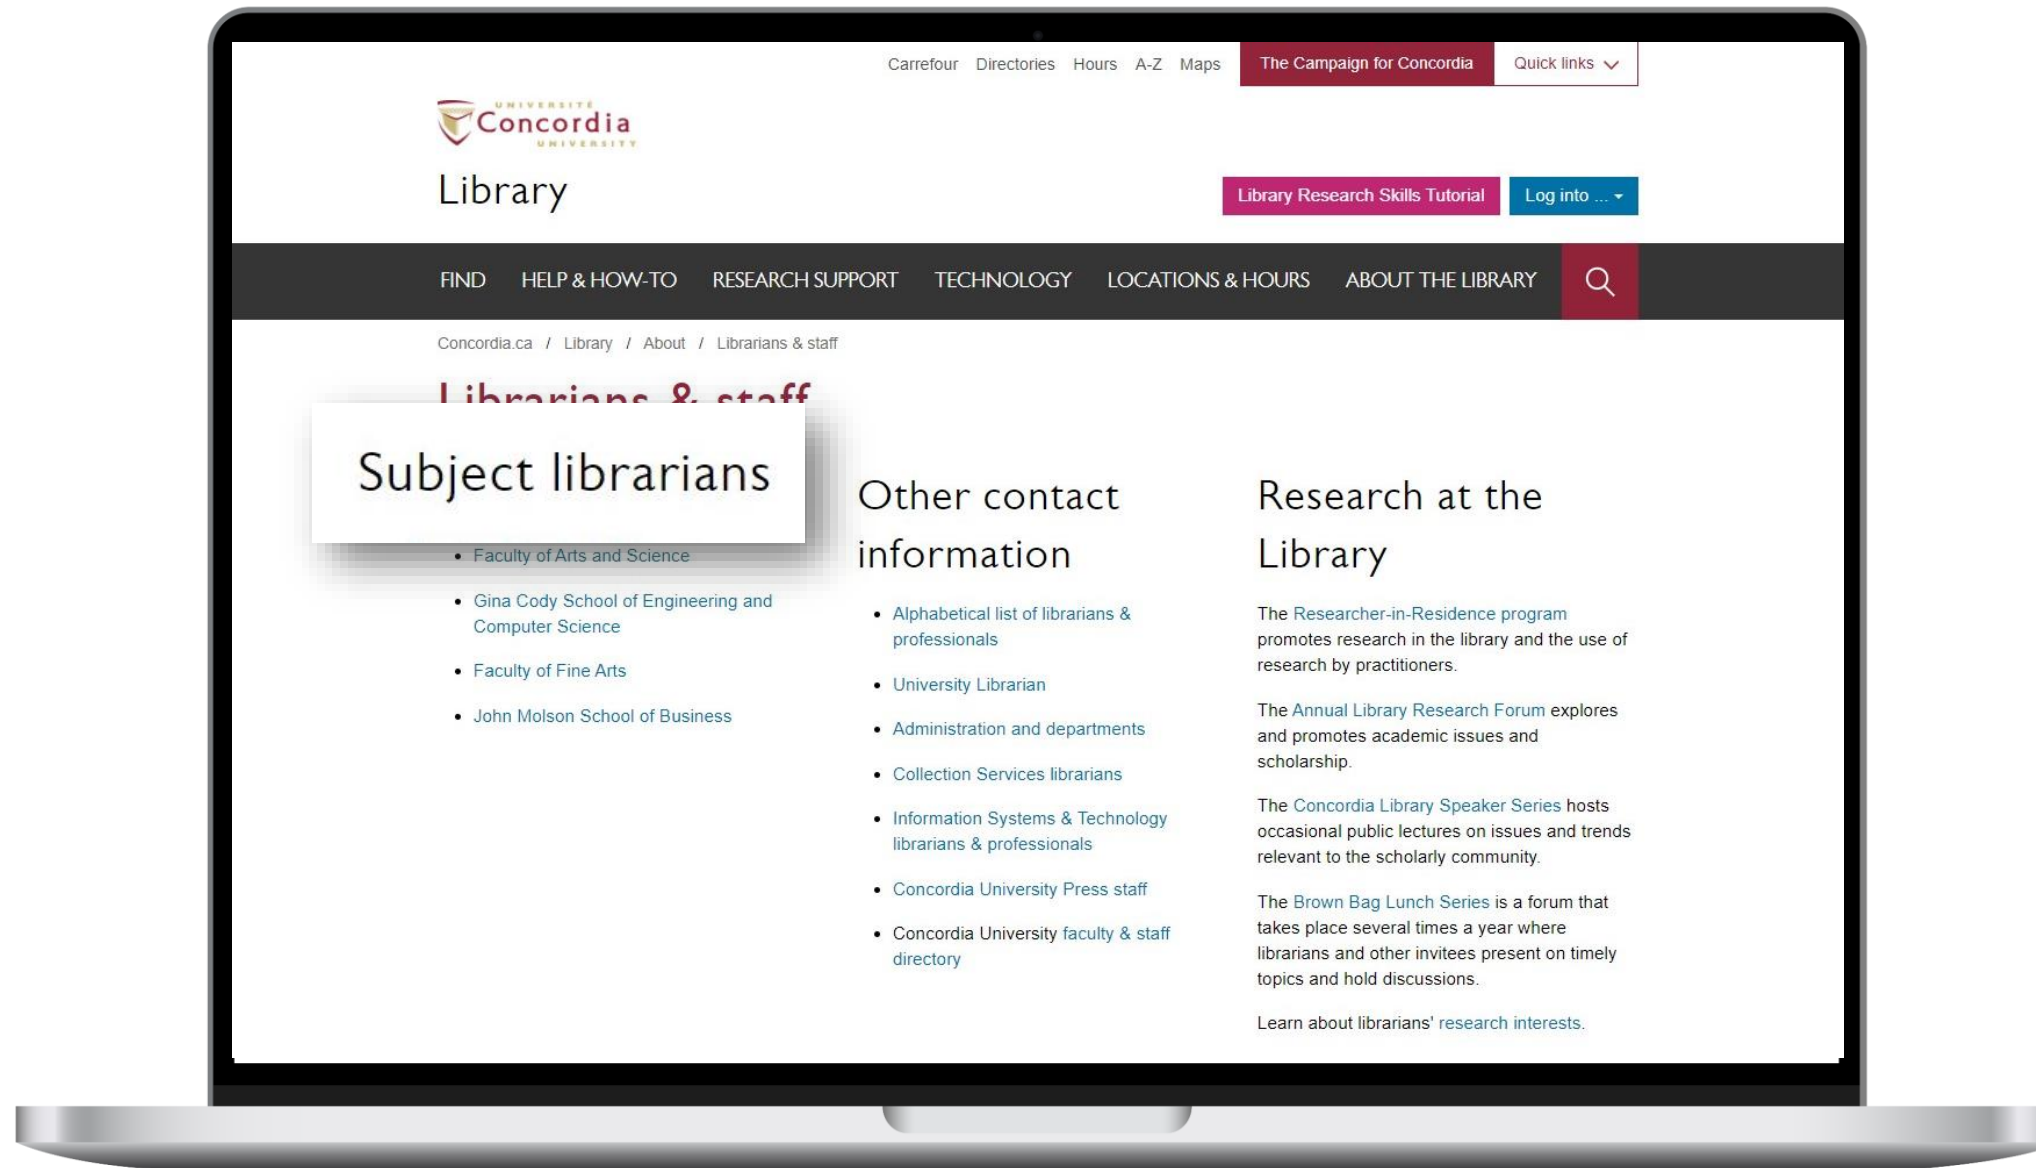 Carrefour Directories Hours A-Z Maps The Campaign for Concordia Quick links
UNIVERSITÉ
Concordia
UNIVERSITY
Library
Library Research Skills Tutorial Log into ...
FIND HELP & HOW-TO RESEARCH SUPPORT TECHNOLOGY LOCATIONS & HOURS ABOUT THE LIBRARY
Concordia.ca / Library / About / Librarians & staff
Librarians & staff
Subject librarians
• Faculty of Arts and Science
• Gina Cody School of Engineering and
Computer Science
• Faculty of Fine Arts
• John Molson School of Business
Other contact
information
• Alphabetical list of librarians &
professionals
• University Librarian
• Administration and departments
• Collection Services librarians
• Information Systems & Technology
librarians & professionals
• Concordia University Press staff
• Concordia University faculty & staff
directory
Research at the
Library
The Researcher-in-Residence program
promotes research in the library and the use of
research by practitioners.
The Annual Library Research Forum explores
and promotes academic issues and
scholarship.
The Concordia Library Speaker Series hosts
occasional public lectures on issues and trends
relevant to the scholarly community.
The Brown Bag Lunch Series is a forum that
takes place several times a year where
librarians and other invitees present on timely
topics and hold discussions.
Learn about librarians' research interests.